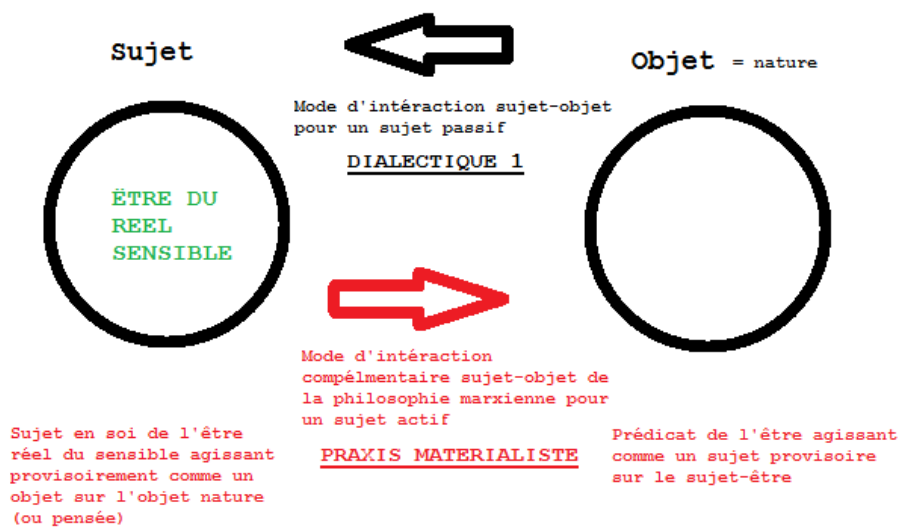 Sujet
Objet = nature
Mode d'intéraction sujet-objet
pour un sujet passif
DIALECTIQUE 1
ËTRE DU
REEL
SENSIBLE
Mode d'intéraction
compélmentaire sujet-objet de
la philosophie marxienne pour
un sujet actif
PRAXIS MATERIALISTE
Sujet en soi de l'être
réel du sensible agissant
provisoirement comme un
objet sur l'objet nature
(ou pensée)
Prédicat de l'être agissant
comme un sujet provisoire
sur le sujet-être